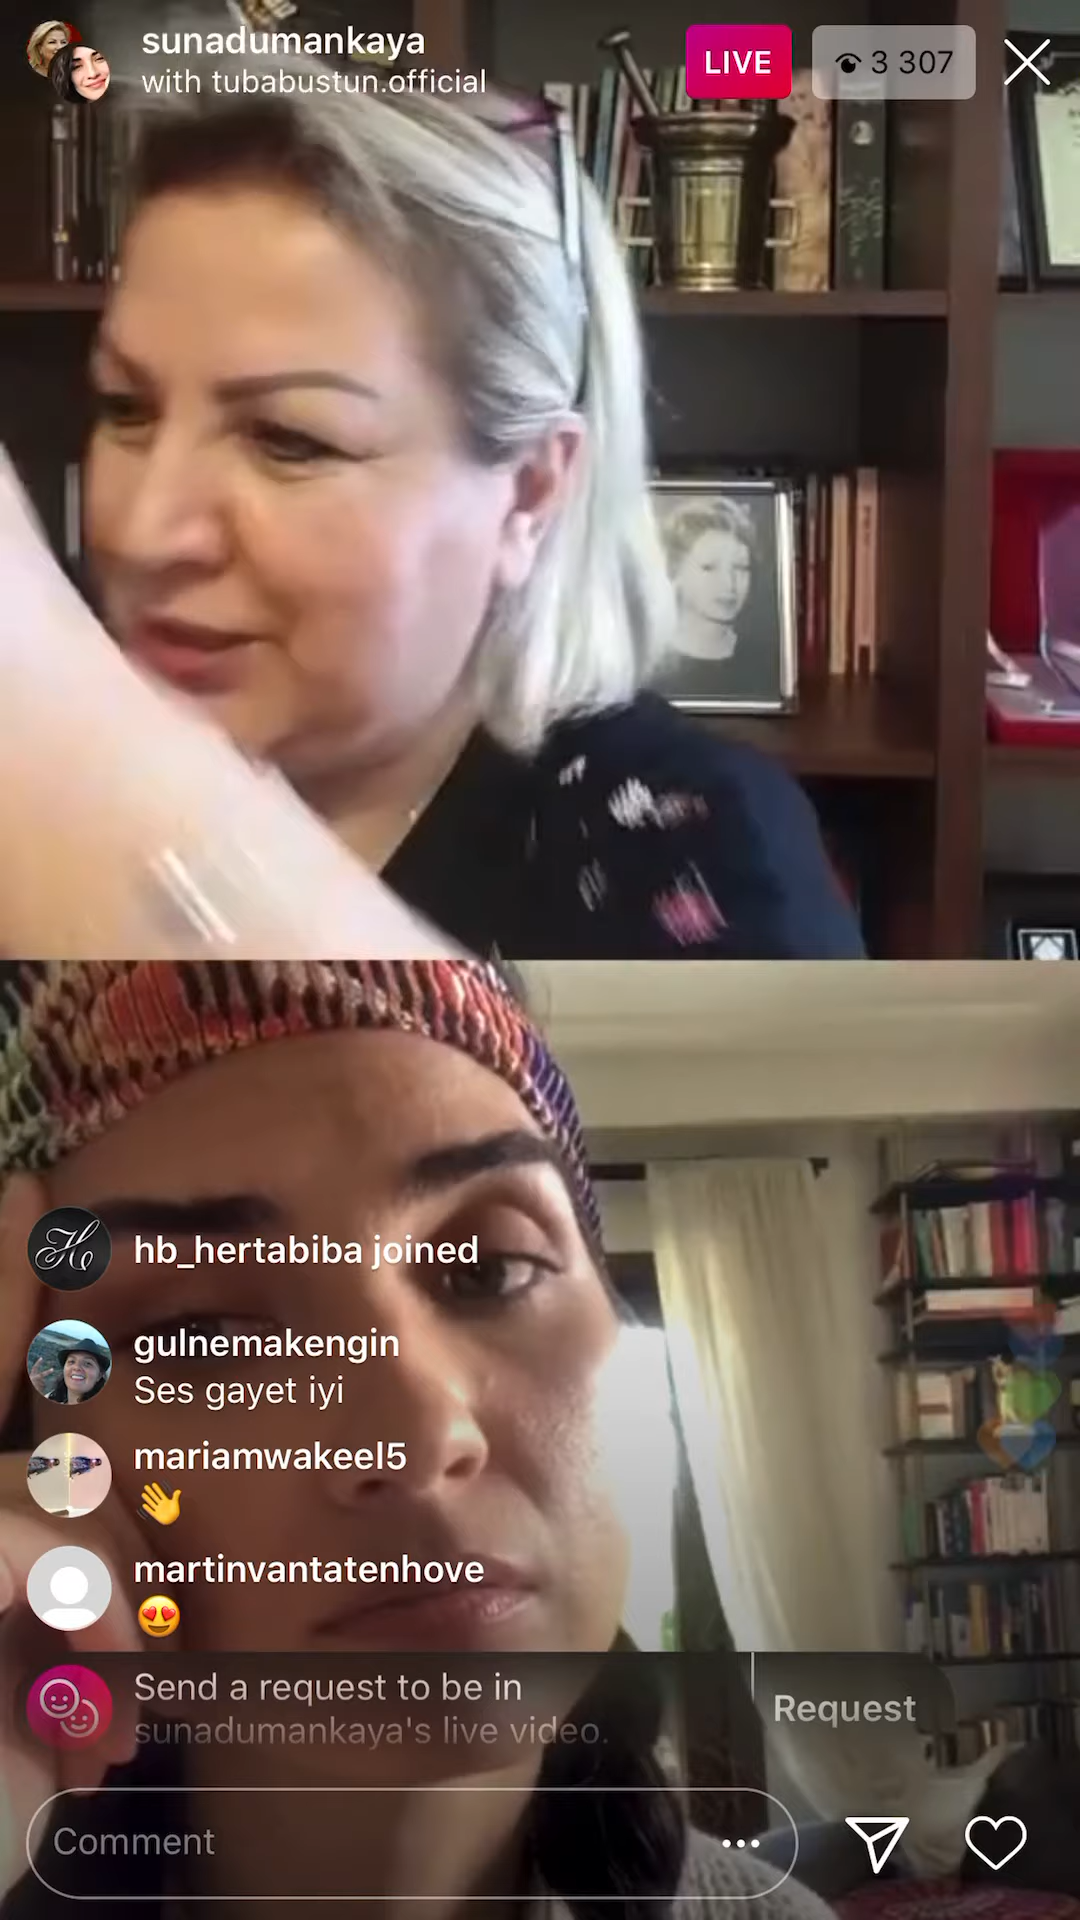 sunadumankaya
with tubabustun.official
LIVE
3 307
hb_hertabiba joined
gulnemakengin
Ses gayet iyi
mariamwakeel5
👋
martinvantatenhove
😍
Send a request to be in
sunadumankaya's live video.
Request
Comment